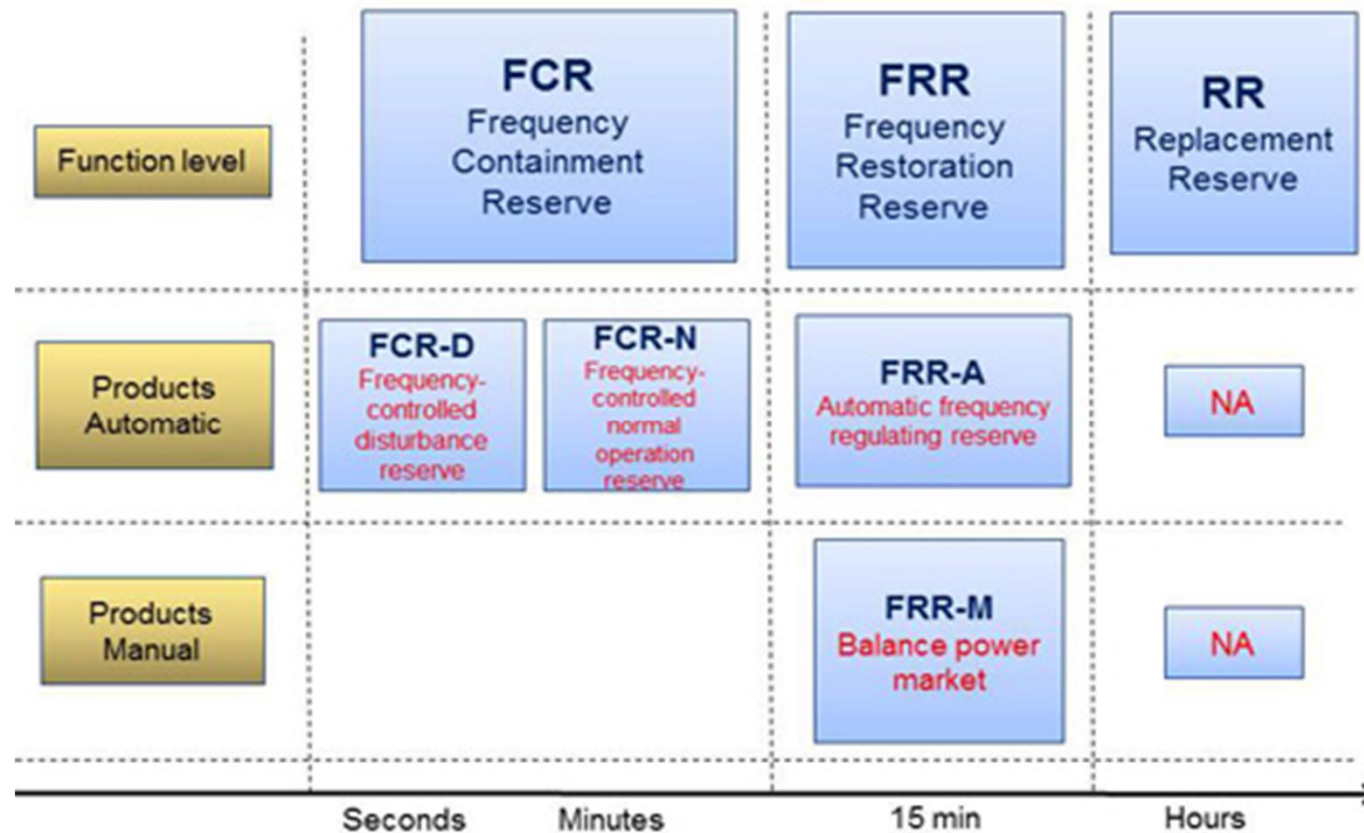 Function level
FCR
Frequency
Containment
Reserve
FRR
Frequency
Restoration
Reserve
RR
Replacement
Reserve
Products
Automatic
FCR-D
Frequency-
controlled
disturbance
reserve
FCR-N
Frequency-
controlled
normal
operation
reserve
FRR-A
Automatic frequency
regulating reserve
NA
Products
Manual
FRR-M
Balance power
market
NA
Seconds
Minutes
15 min
Hours